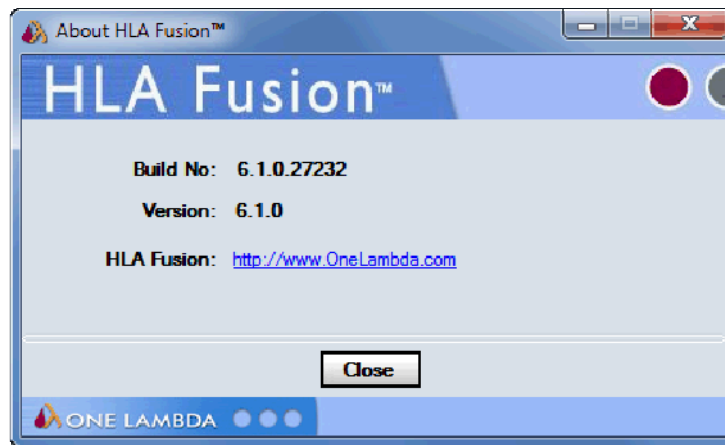 About HLA Fusion™
HLA Fusion™
Build No: 6.1.0.27232
Version: 6.1.0
HLA Fusion: http://www.OneLambda.com
Close
ONE LAMBDA